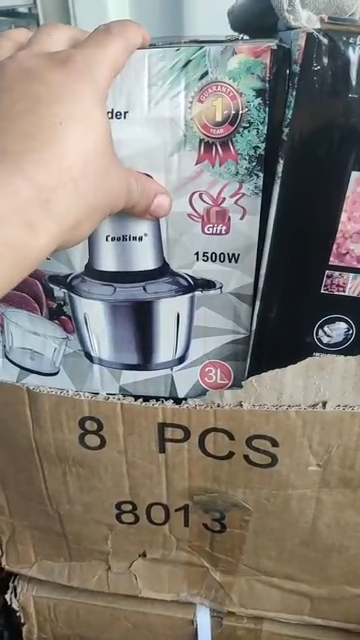 der
GUARANTEE
1
YEAR
Gift
CooKing®
1500W
3L
8 PCS
8013